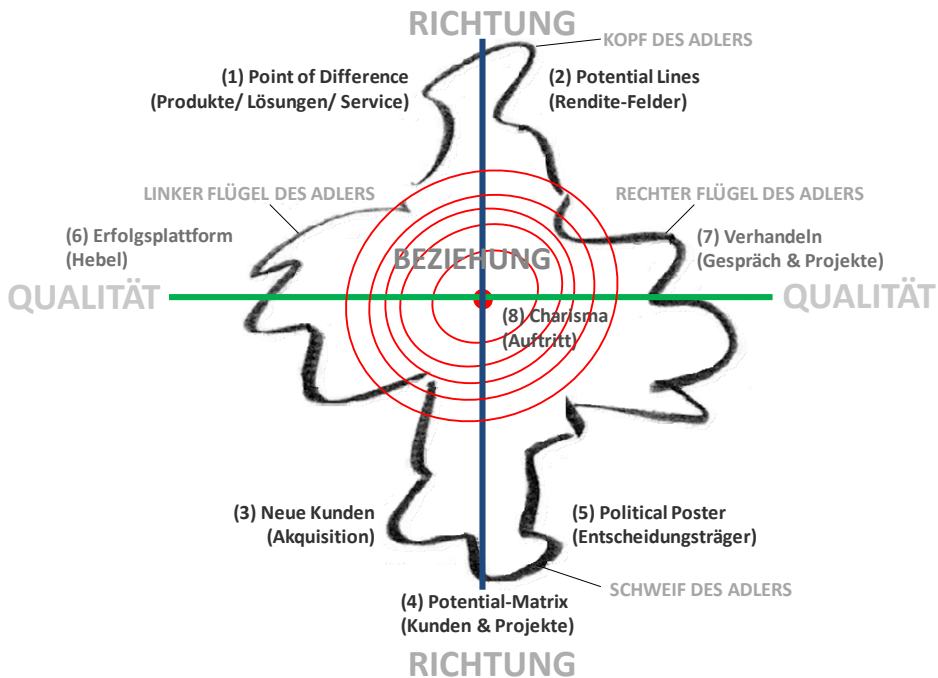 RICHTUNG
KOPF DES ADLERS
(1) Point of Difference
(Produkte/ Lösungen/ Service)
(2) Potential Lines
(Rendite-Felder)
LINKER FLÜGEL DES ADLERS
RECHTER FLÜGEL DES ADLERS
(6) Erfolgsplattform
(Hebel)
(7) Verhandeln
(Gespräch & Projekte)
BEZIEHUNG
QUALITÄT
QUALITÄT
(8) Charisma
(Auftritt)
(3) Neue Kunden
(Akquisition)
(5) Political Poster
(Entscheidungsträger)
SCHWEIF DES ADLERS
(4) Potential-Matrix
(Kunden & Projekte)
RICHTUNG